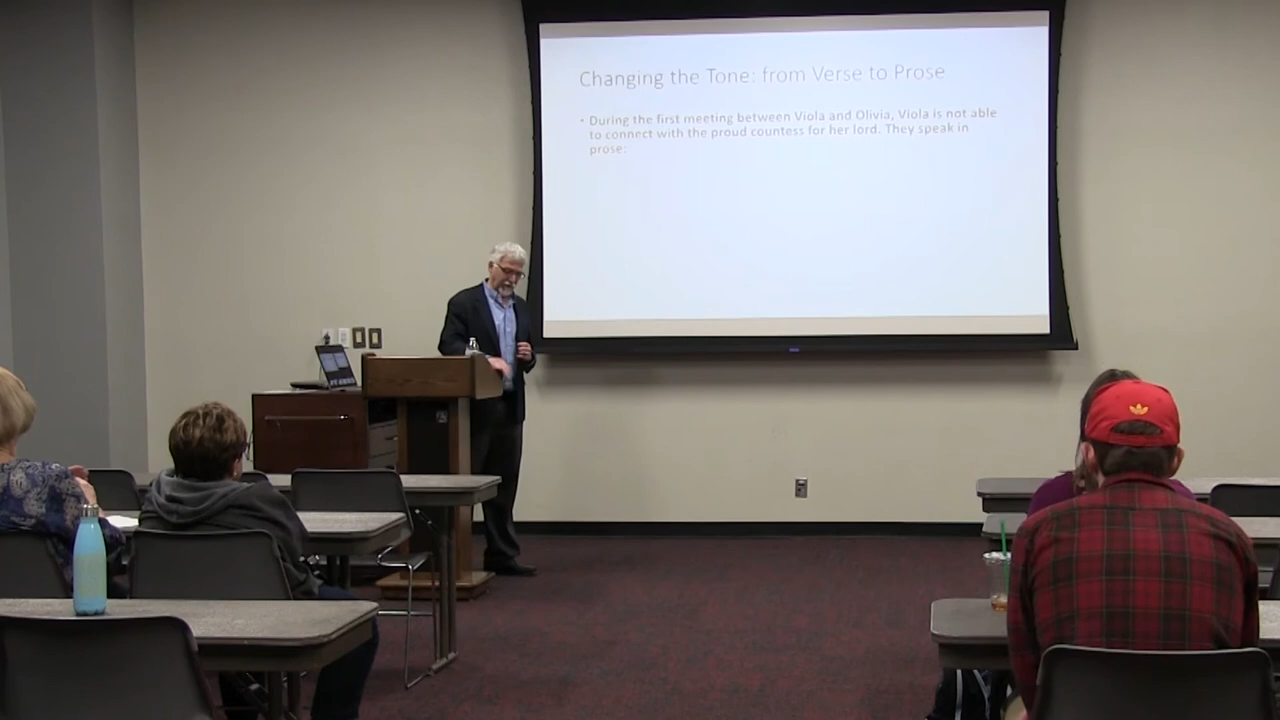 Changing the Tone: from Verse to Prose
• During the first meeting between Viola and Olivia, Viola is not able
to connect with the proud countess for her lord. They speak in
prose: